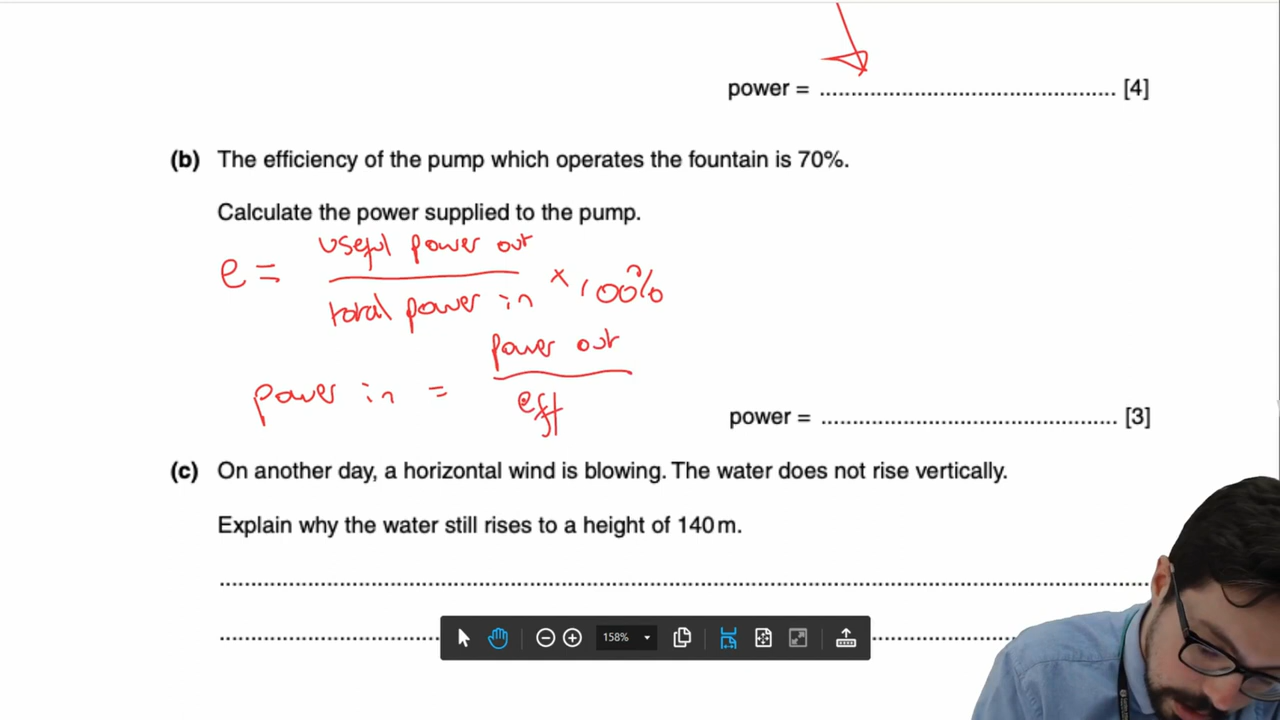 power = ................................................ [4]
(b) The efficiency of the pump which operates the fountain is 70%.
Calculate the power supplied to the pump.
e = useful power out / total power in × 100%
power in = power out / eff
power = ................................................ [3]
(c) On another day, a horizontal wind is blowing. The water does not rise vertically.
Explain why the water still rises to a height of 140 m.
158%